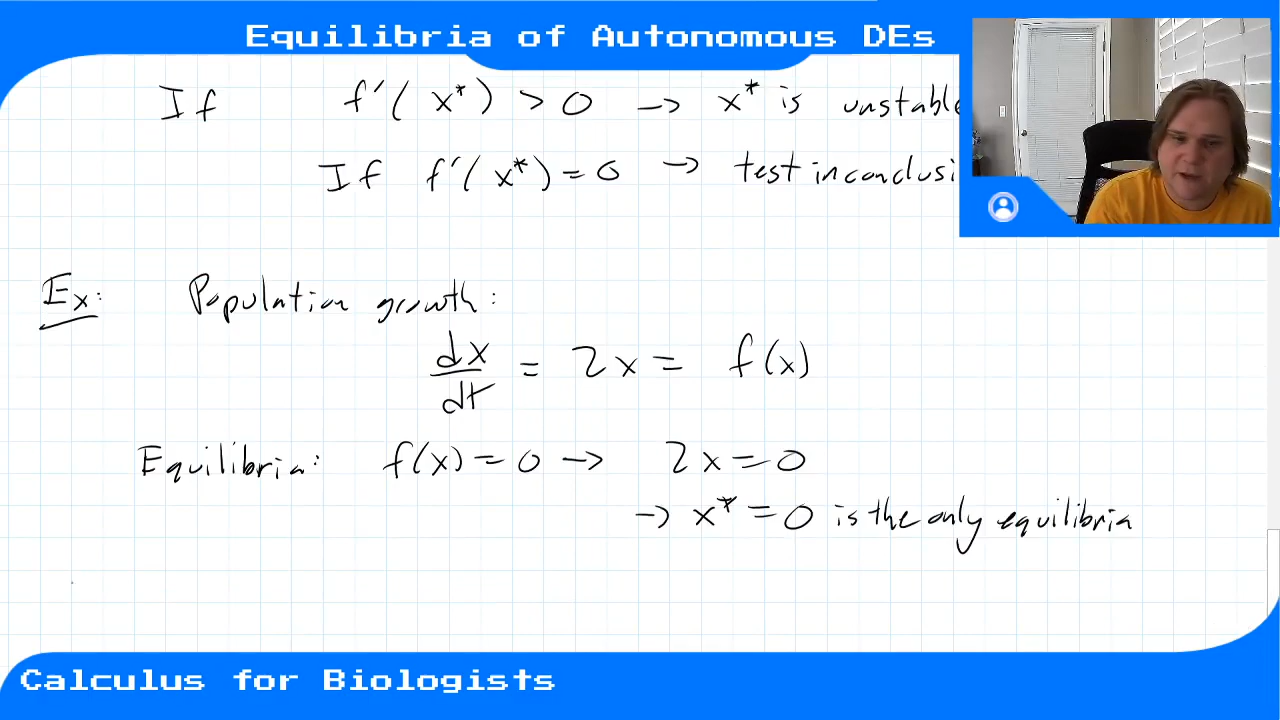 Equilibria of Autonomous DEs
If f'(x*) > 0 → x* is unstable
If f'(x*) = 0 → test inconclusi
Ex: Population growth:
dx/dt = 2x = f(x)
Equilibria: f(x) = 0 → 2x = 0
→ x* = 0 is the only equilibria
Calculus for Biologists